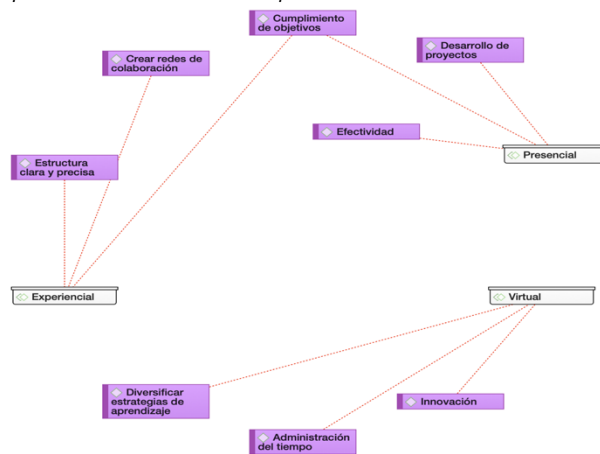 Cumplimiento
de objetivos
Desarrollo de
proyectos
Crear redes de
colaboración
Efectividad
Presencial
Estructura
clara y precisa
Experiencial
Virtual
Diversificar
estrategias de
aprendizaje
Innovación
Administración
del tiempo